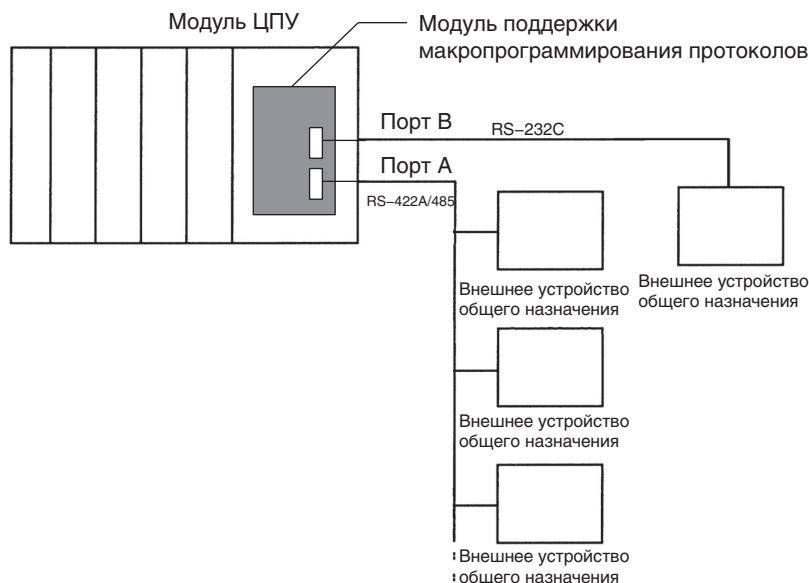 Модуль ЦПУ
Модуль поддержки
макропрограммирования протоколов
Порт B
RS–232C
Порт A
RS–422A/485
Внешнее устройство
общего назначения
Внешнее устройство
общего назначения
Внешнее устройство
общего назначения
Внешнее устройство
общего назначения